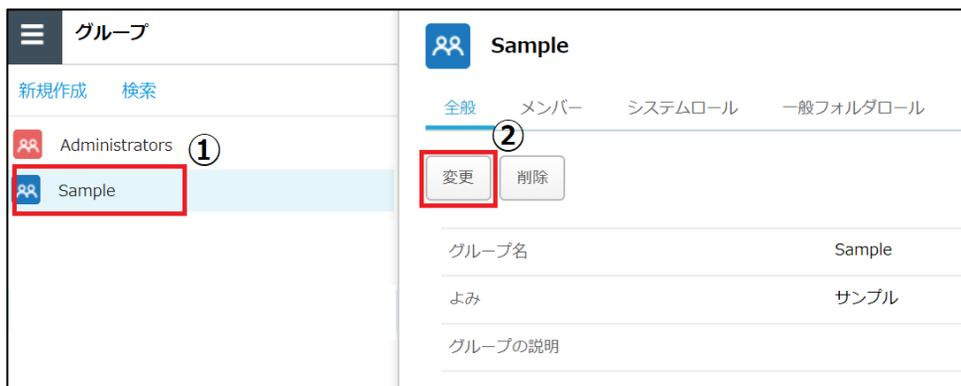 グループ
新規作成 検索
Administrators ①
Sample
Sample
全般 メンバー システムロール 一般フォルダロール
②
変更 削除
グループ名 Sample
よみ サンプル
グループの説明